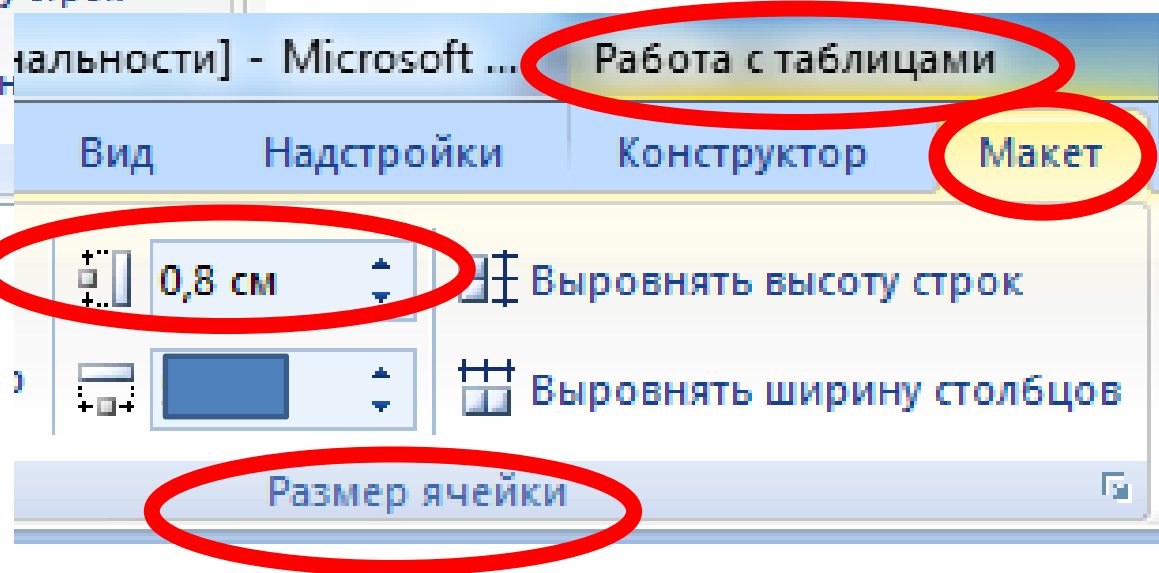 нальности] - Microsoft ... Работа с таблицами
Вид Надстройки Конструктор Макет
0,8 см Выровнять высоту строк
Выровнять ширину столбцов
Размер ячейки